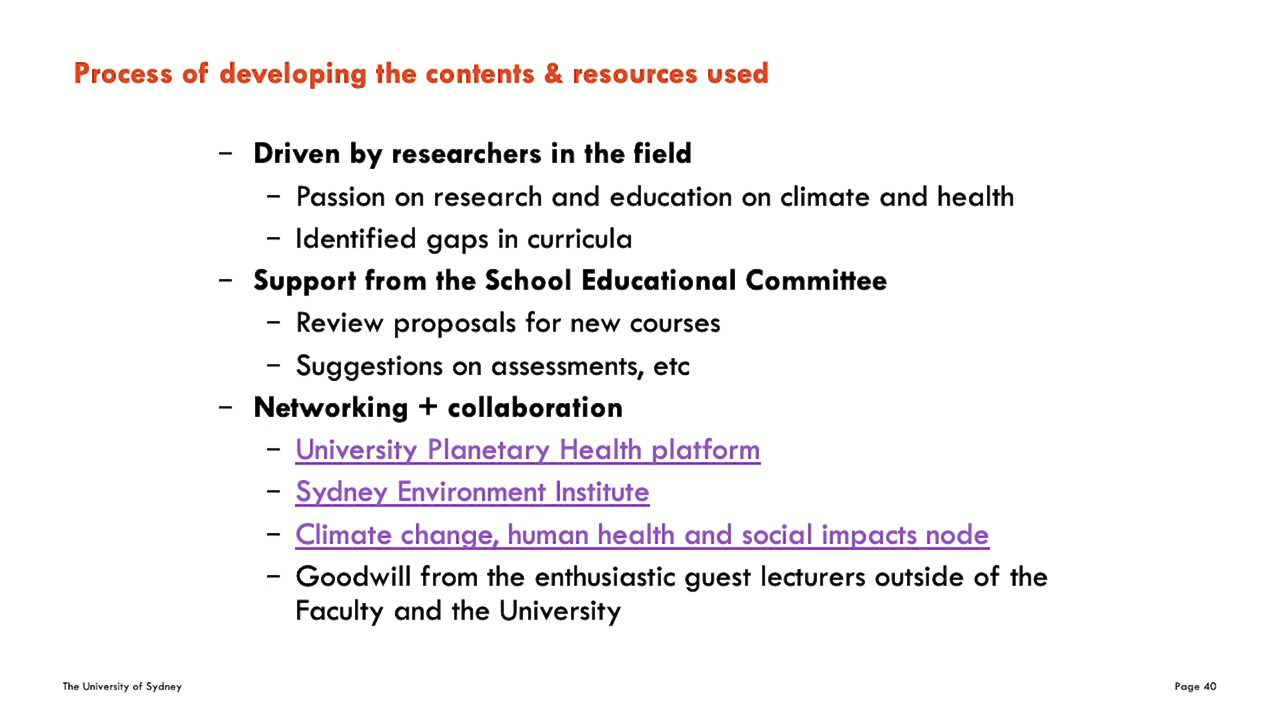 Process of developing the contents & resources used
– Driven by researchers in the field
– Passion on research and education on climate and health
– Identified gaps in curricula
– Support from the School Educational Committee
– Review proposals for new courses
– Suggestions on assessments, etc
– Networking + collaboration
– University Planetary Health platform
– Sydney Environment Institute
– Climate change, human health and social impacts node
– Goodwill from the enthusiastic guest lecturers outside of the
Faculty and the University
The University of Sydney
Page 40